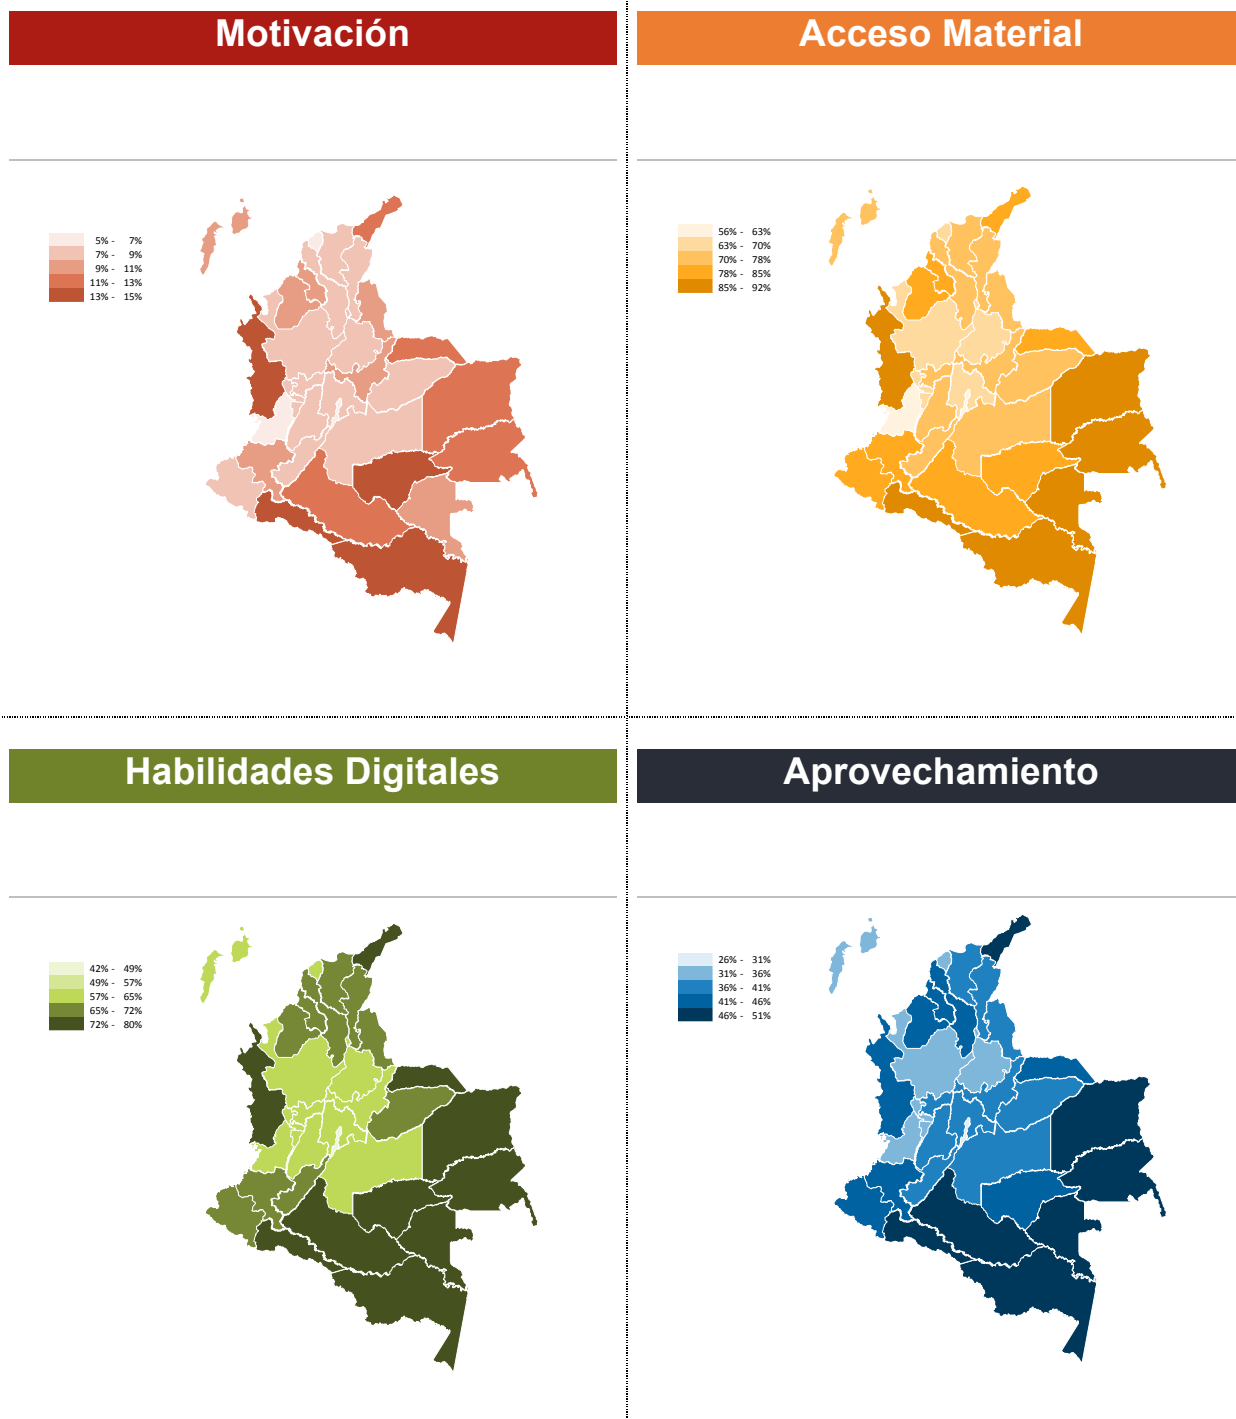 Motivación
5% - 7%
7% - 9%
9% - 11%
11% - 13%
13% - 15%
Acceso Material
56% - 63%
63% - 70%
70% - 78%
78% - 85%
85% - 92%
Habilidades Digitales
42% - 49%
49% - 57%
57% - 65%
65% - 72%
72% - 80%
Aprovechamiento
26% - 31%
31% - 36%
36% - 41%
41% - 46%
46% - 51%